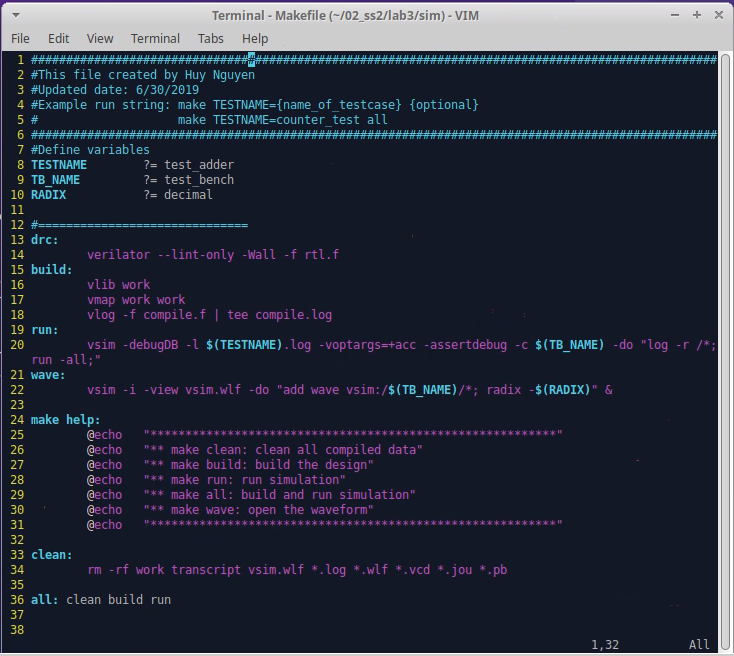 Terminal - Makefile (~/02_ss2/lab3/sim) - VIM
File Edit View Terminal Tabs Help
1 ##################################################################################################
2 #This file created by Huy Nguyen
3 #Updated date: 6/30/2019
4 #Example run string: make TESTNAME={name_of_testcase} {optional}
5 #                    make TESTNAME=counter_test all
6 ##################################################################################################
7 #Define variables
8 TESTNAME        ?= test_adder
9 TB_NAME         ?= test_bench
10 RADIX           ?= decimal
11
12 #==============================
13 drc:
14         verilator --lint-only -Wall -f rtl.f
15 build:
16         vlib work
17         vmap work work
18         vlog -f compile.f | tee compile.log
19 run:
20         vsim -debugDB -l $(TESTNAME).log -voptargs=+acc -assertdebug -c $(TB_NAME) -do "log -r /*;
run -all;"
21 wave:
22         vsim -i -view vsim.wlf -do "add wave vsim:/$(TB_NAME)/*; radix -$(RADIX)" &
23
24 make help:
25         @echo   "**********************************************************"
26         @echo   "** make clean: clean all compiled data"
27         @echo   "** make build: build the design"
28         @echo   "** make run: run simulation"
29         @echo   "** make all: build and run simulation"
30         @echo   "** make wave: open the waveform"
31         @echo   "**********************************************************"
32
33 clean:
34         rm -rf work transcript vsim.wlf *.log *.wlf *.vcd *.jou *.pb
35
36 all: clean build run
37
38
1,32          All